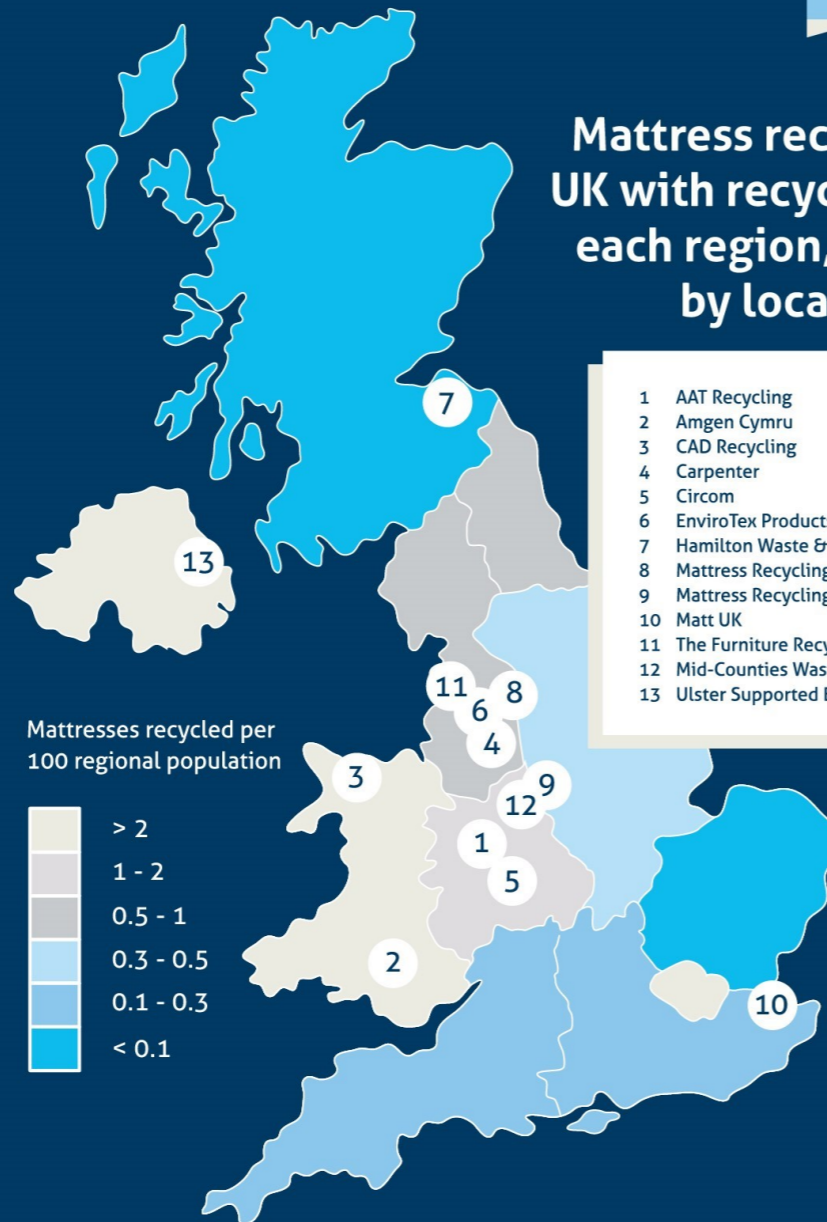 Mattress rec
UK with recyc
each region,
by loca
1 AAT Recycling
2 Amgen Cymru
3 CAD Recycling
4 Carpenter
5 Circom
6 EnviroTex Product
7 Hamilton Waste &
8 Mattress Recycling
9 Mattress Recycling
10 Matt UK
11 The Furniture Recy
12 Mid-Counties Was
13 Ulster Supported E
7
13
11
8
6
4
3
9
12
1
5
2
10
Mattresses recycled per
100 regional population
> 2
1 - 2
0.5 - 1
0.3 - 0.5
0.1 - 0.3
< 0.1